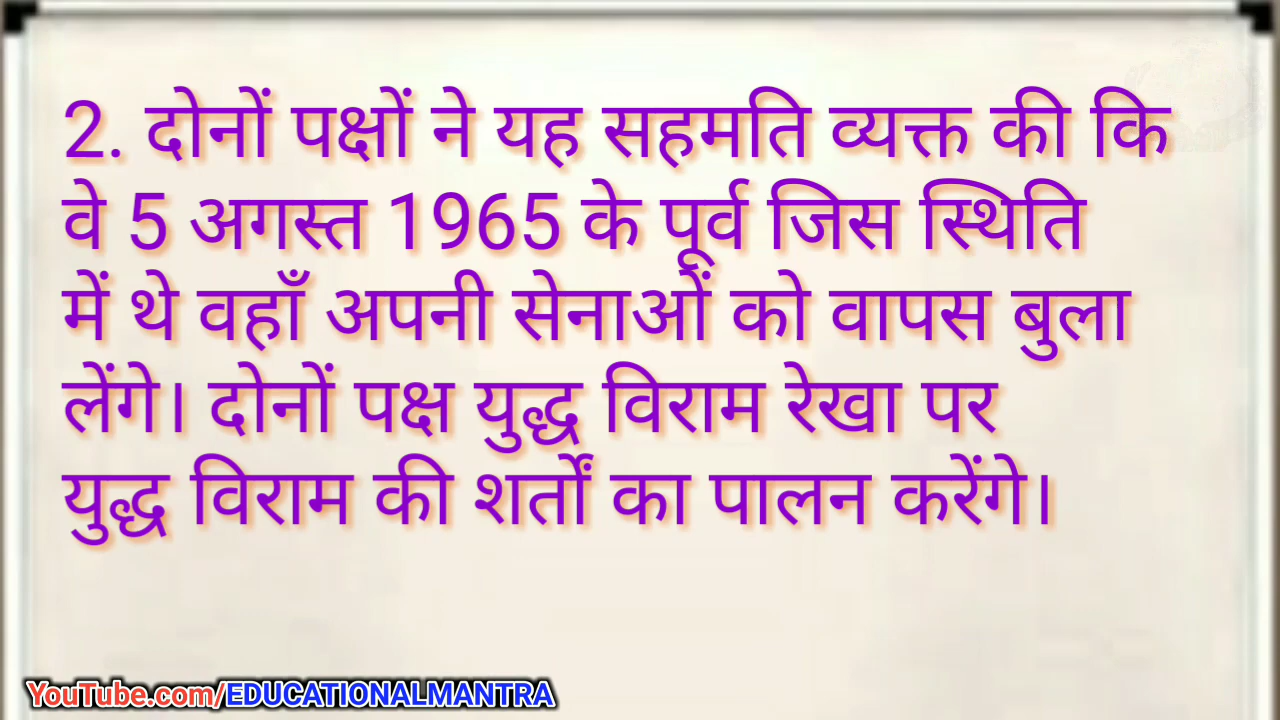 2. दोनों पक्षों ने यह सहमति व्यक्त की कि
वे 5 अगस्त 1965 के पूर्व जिस स्थिति
में थे वहाँ अपनी सेनाओं को वापस बुला
लेंगे। दोनों पक्ष युद्ध विराम रेखा पर
युद्ध विराम की शर्तों का पालन करेंगे।
YouTube.com/EDUCATIONALMANTRA